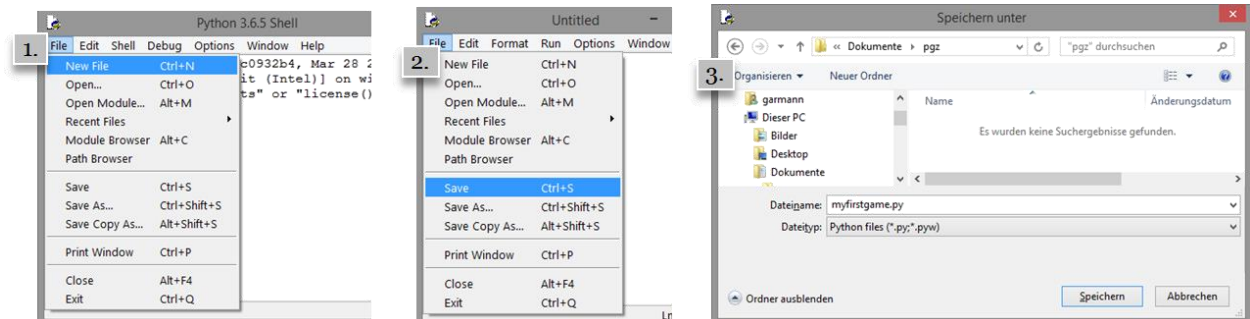 1.
Python 3.6.5 Shell
File Edit Shell Debug Options Window Help
New File Ctrl+N
Open... Ctrl+O
Open Module... Alt+M
Recent Files
Module Browser Alt+C
Path Browser
Save Ctrl+S
Save As... Ctrl+Shift+S
Save Copy As... Alt+Shift+S
Print Window Ctrl+P
Close Alt+F4
Exit Ctrl+Q
c0932b4, Mar 28 2
it (Intel)] on wi
ts" or "license()
2.
Untitled
File Edit Format Run Options Window
New File Ctrl+N
Open... Ctrl+O
Open Module... Alt+M
Recent Files
Module Browser Alt+C
Path Browser
Save Ctrl+S
Save As... Ctrl+Shift+S
Save Copy As... Alt+Shift+S
Print Window Ctrl+P
Close Alt+F4
Exit Ctrl+Q
Ln
3.
Speichern unter
« Dokumente pgz
"pgz" durchsuchen
Organisieren Neuer Ordner
garmann
Dieser PC
Bilder
Desktop
Dokumente
Name Änderungsdatum
Es wurden keine Suchergebnisse gefunden.
Dateiname: myfirstgame.py
Dateityp: Python files (*.py;*.pyw)
Ordner ausblenden Speichern Abbrechen